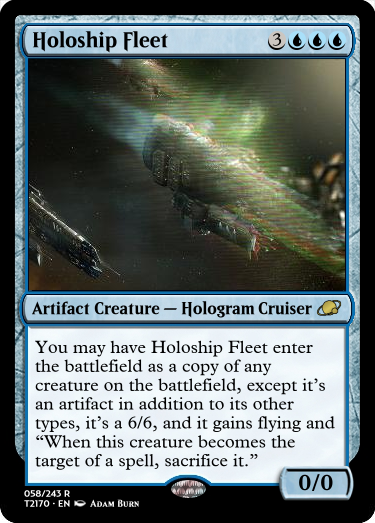 Holoship Fleet 3
Artifact Creature — Hologram Cruiser
You may have Holoship Fleet enter
the battlefield as a copy of any
creature on the battlefield, except it’s
an artifact in addition to its other
types, it’s a 6/6, and it gains flying and
“When this creature becomes the
target of a spell, sacrifice it.”
0/0
058/243 R
T2170 • EN Adam Burn